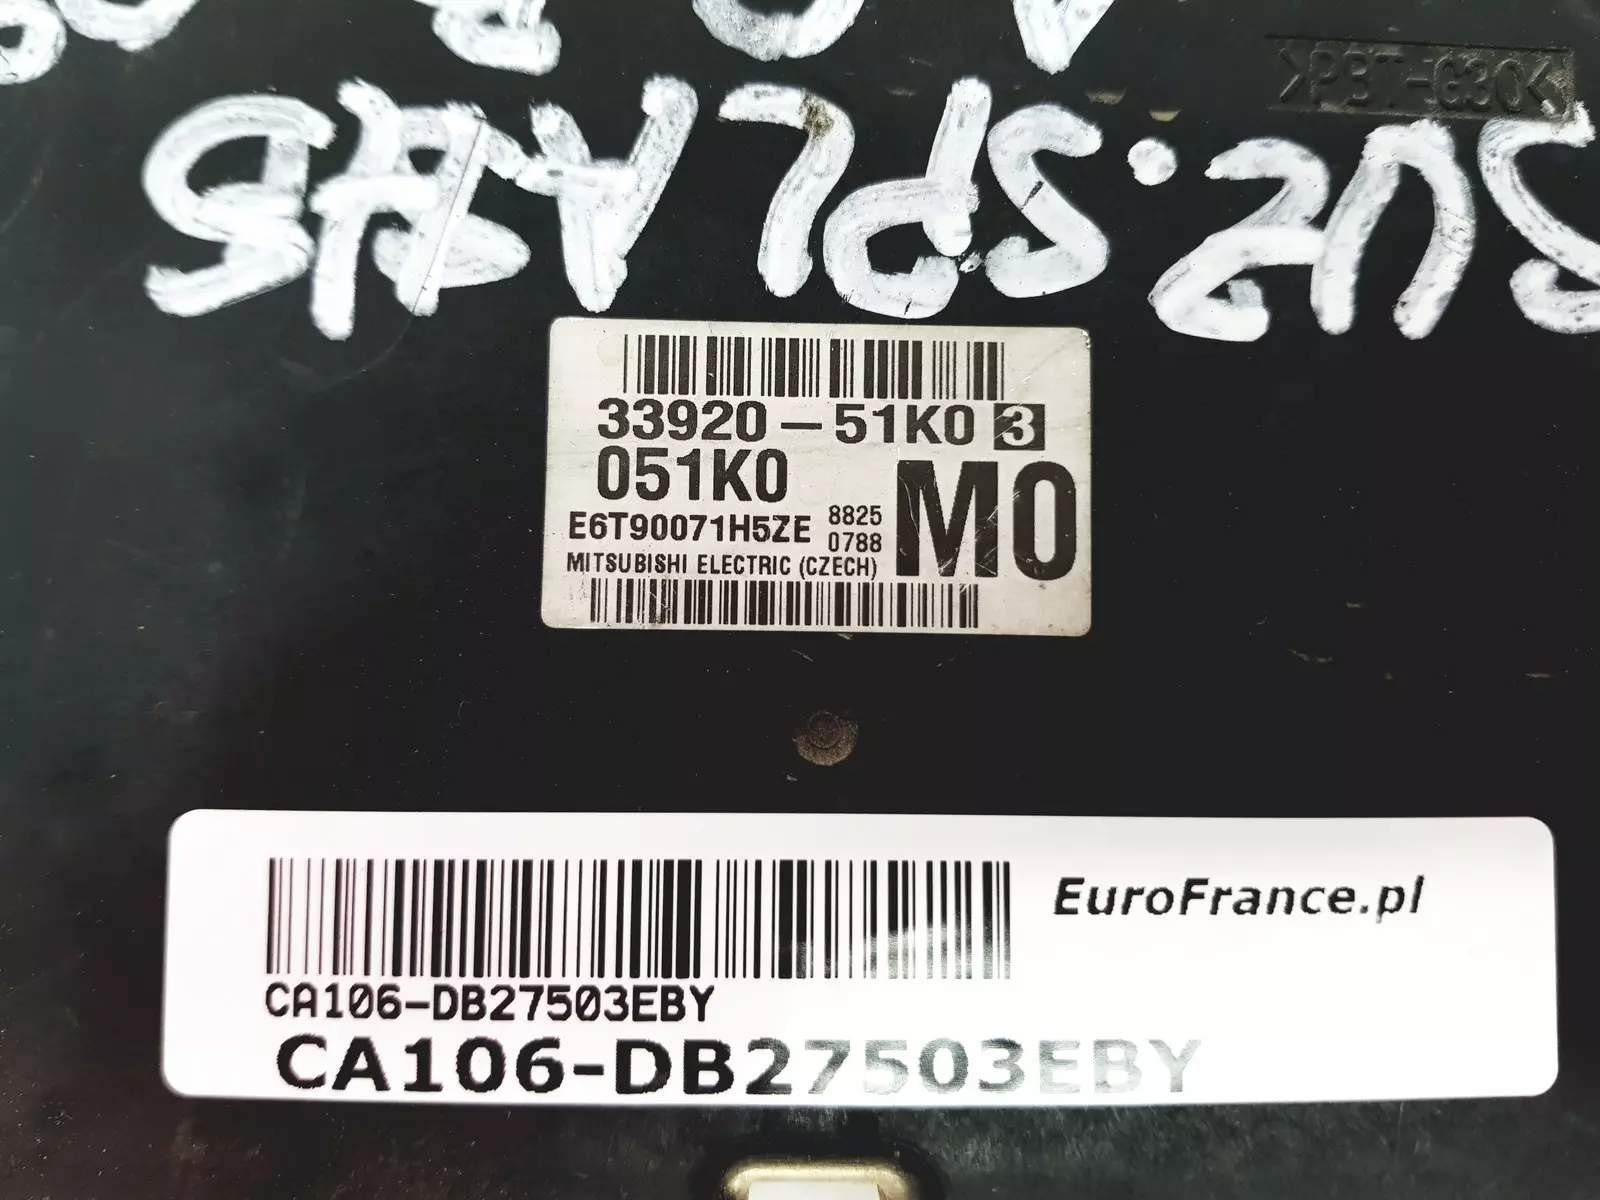 >PBT-G30<
SUZ.SPLASH
33920-51K0 3
051K0
M0
E6T90071H5ZE 8825
0788
MITSUBISHI ELECTRIC (CZECH)
EuroFrance.pl
CA106-DB27503EBY
CA106-DB27503EBY